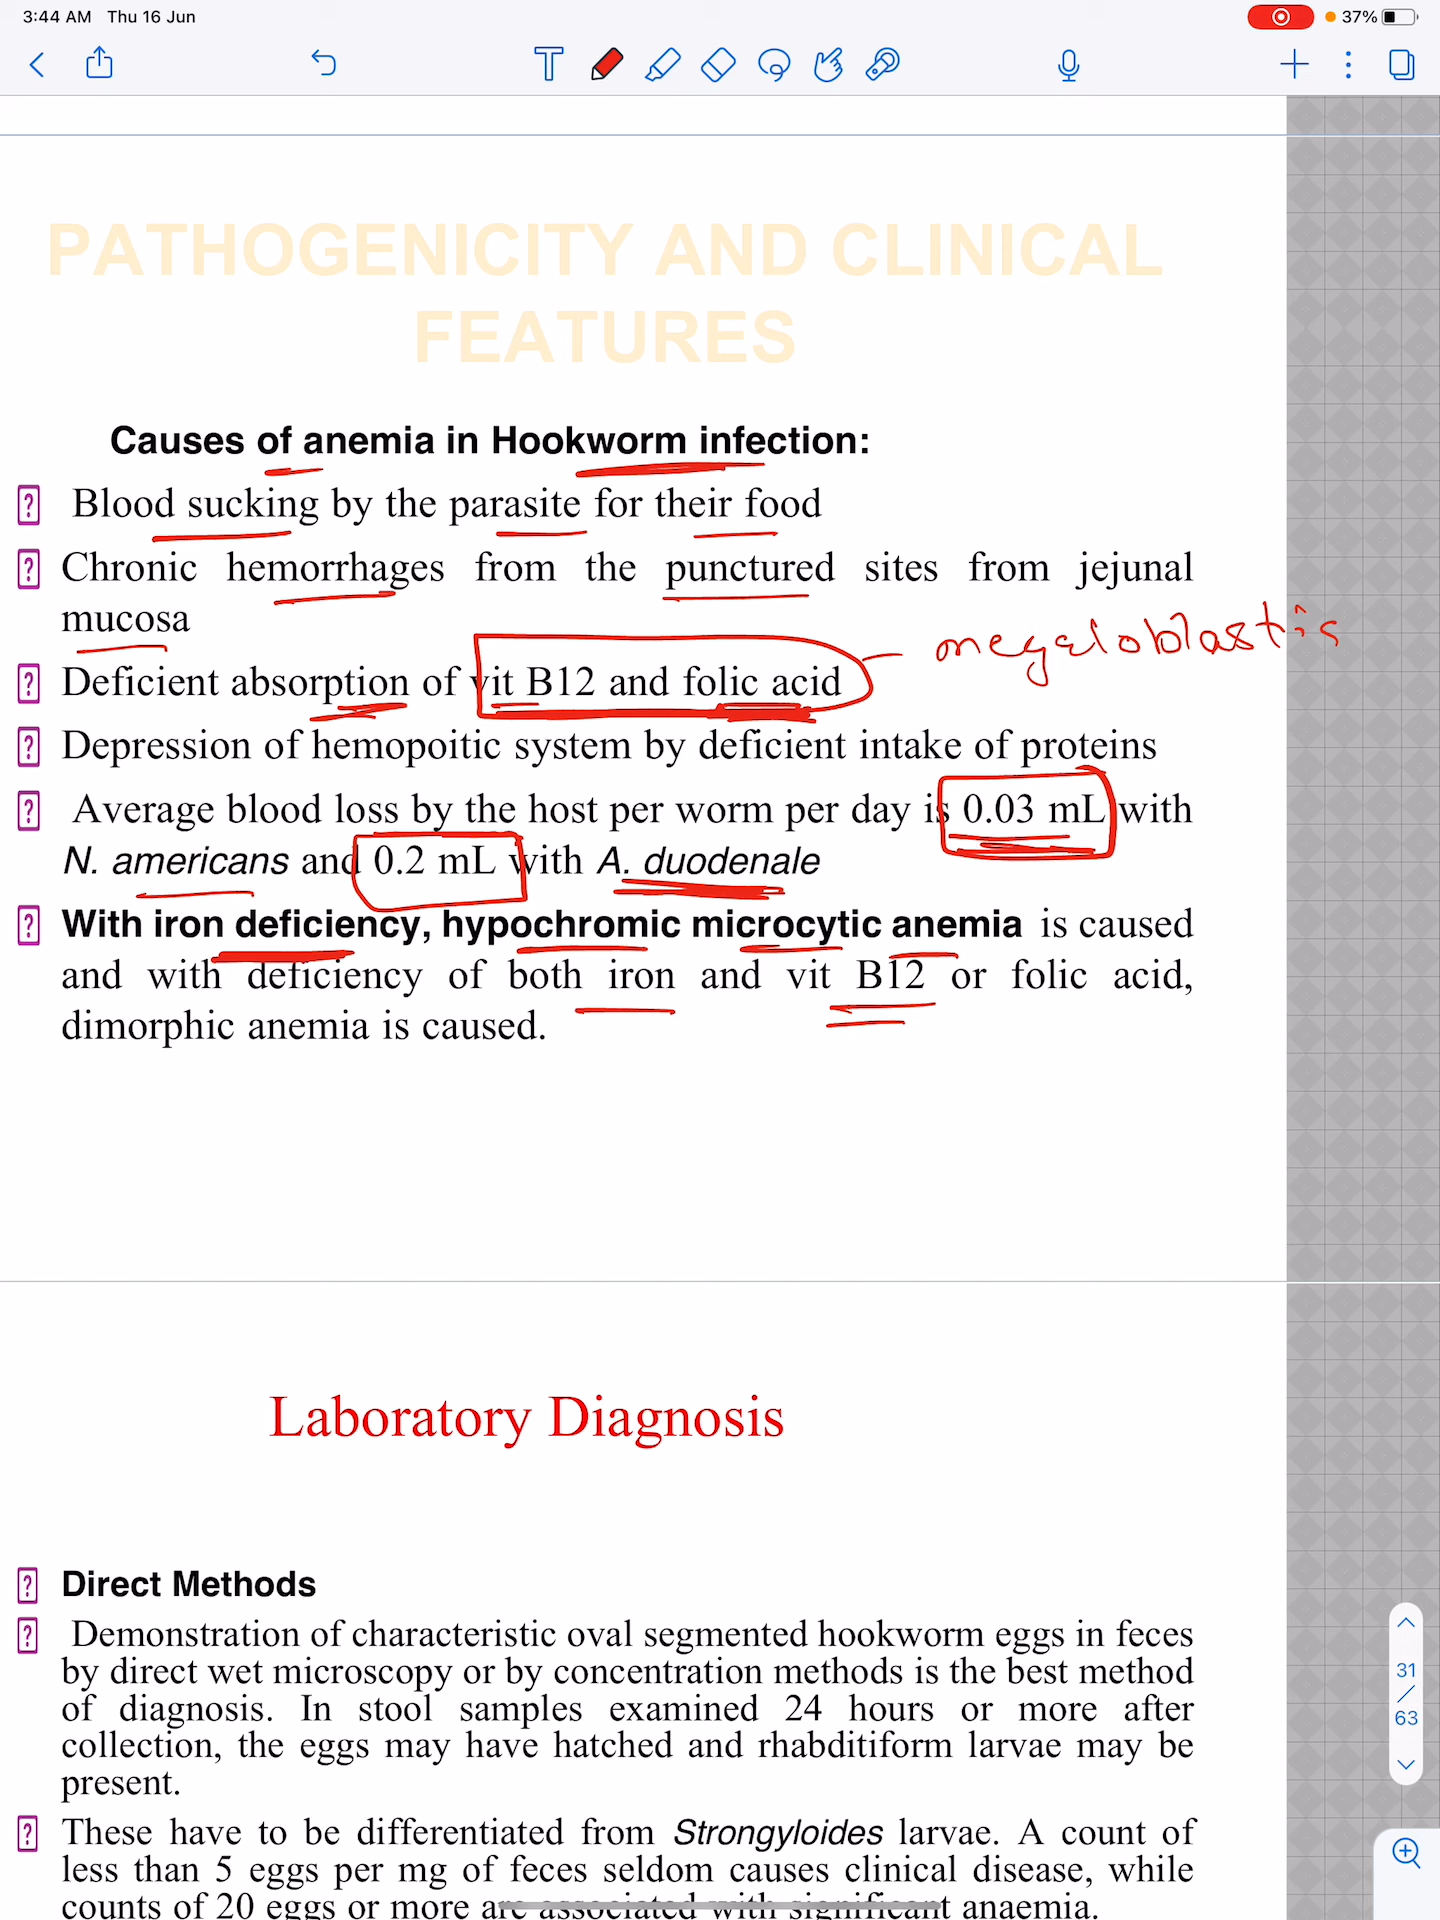 3:44 AM Thu 16 Jun
37%
PATHOGENICITY AND CLINICAL
FEATURES
Causes of anemia in Hookworm infection:
Blood sucking by the parasite for their food
Chronic hemorrhages from the punctured sites from jejunal
mucosa
megaloblastic
Deficient absorption of vit B12 and folic acid
Depression of hemopoitic system by deficient intake of proteins
Average blood loss by the host per worm per day is 0.03 mL with
N. americans and 0.2 mL with A. duodenale
With iron deficiency, hypochromic microcytic anemia is caused
and with deficiency of both iron and vit B12 or folic acid,
dimorphic anemia is caused.
Laboratory Diagnosis
Direct Methods
Demonstration of characteristic oval segmented hookworm eggs in feces
by direct wet microscopy or by concentration methods is the best method
of diagnosis. In stool samples examined 24 hours or more after
collection, the eggs may have hatched and rhabditiform larvae may be
present.
These have to be differentiated from Strongyloides larvae. A count of
less than 5 eggs per mg of feces seldom causes clinical disease, while
counts of 20 eggs or more are associated with significant anaemia.
31
/
63